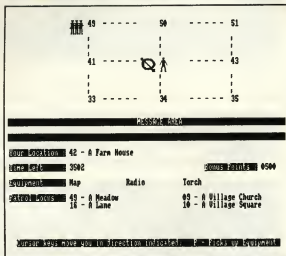 49 ------ 50 ------ 51
41 ------ 43
33 ------ 34 ------ 35
MESSAGE AREA
Your Location 42 - A Farm House
Time Left 3502 Bonus Points 0500
Equipment Map Radio Torch
Patrol Locns 49 - A Meadow 09 - A Village Church
16 - A Lane 10 - A Village Square
Cursor keys move you in direction indicated. P - Picks up Equipment